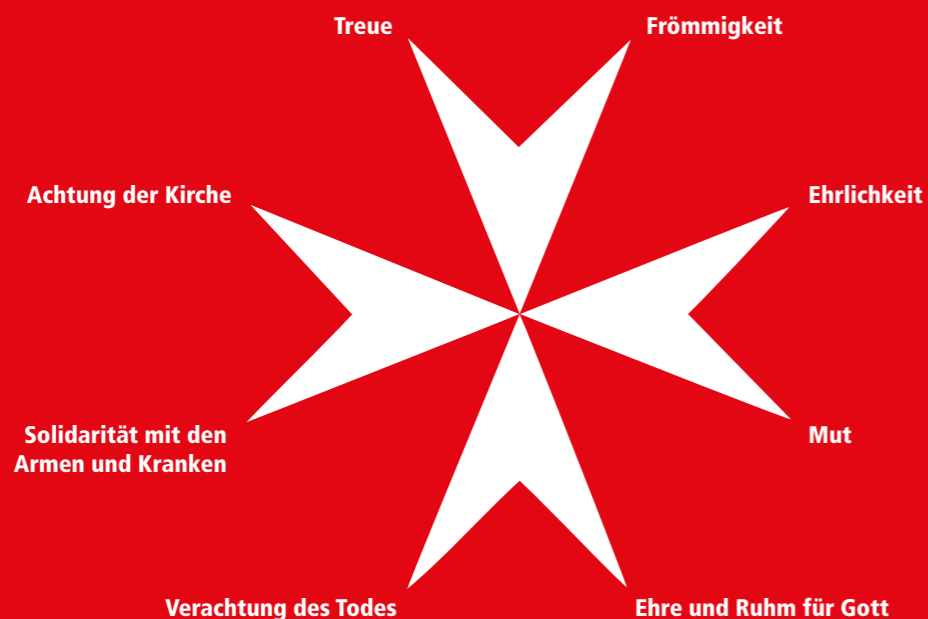 Treue
Frömmigkeit
Achtung der Kirche
Ehrlichkeit
Solidarität mit den
Armen und Kranken
Mut
Verachtung des Todes
Ehre und Ruhm für Gott